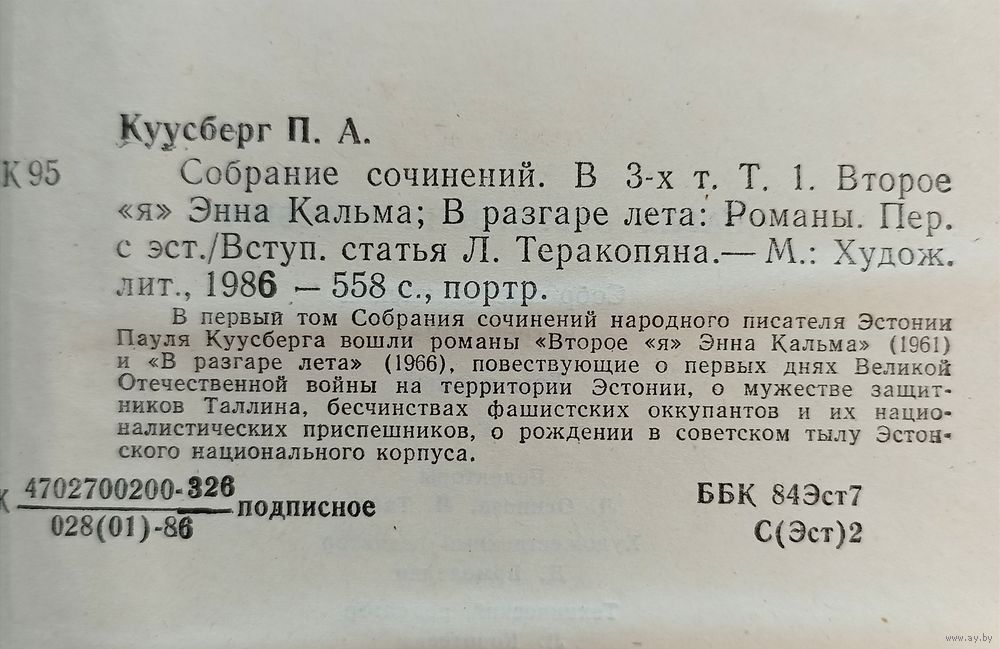 Куусберг П. А.
К 95
Собрание сочинений. В 3-х т. Т. 1. Второе
«я» Энна Кальма; В разгаре лета: Романы. Пер.
с эст./Вступ. статья Л. Теракопяна.— М.: Худож.
лит., 1986 — 558 с., портр.
В первый том Собрания сочинений народного писателя Эстонии
Пауля Куусберга вошли романы «Второе «я» Энна Кальма» (1961)
и «В разгаре лета» (1966), повествующие о первых днях Великой
Отечественной войны на территории Эстонии, о мужестве защит-
ников Таллина, бесчинствах фашистских оккупантов и их нацио-
налистических приспешников, о рождении в советском тылу Эстон-
ского национального корпуса.
К 4702700200-326
028(01)-86
подписное
ББК 84Эст7
С(Эст)2
www.ay.by